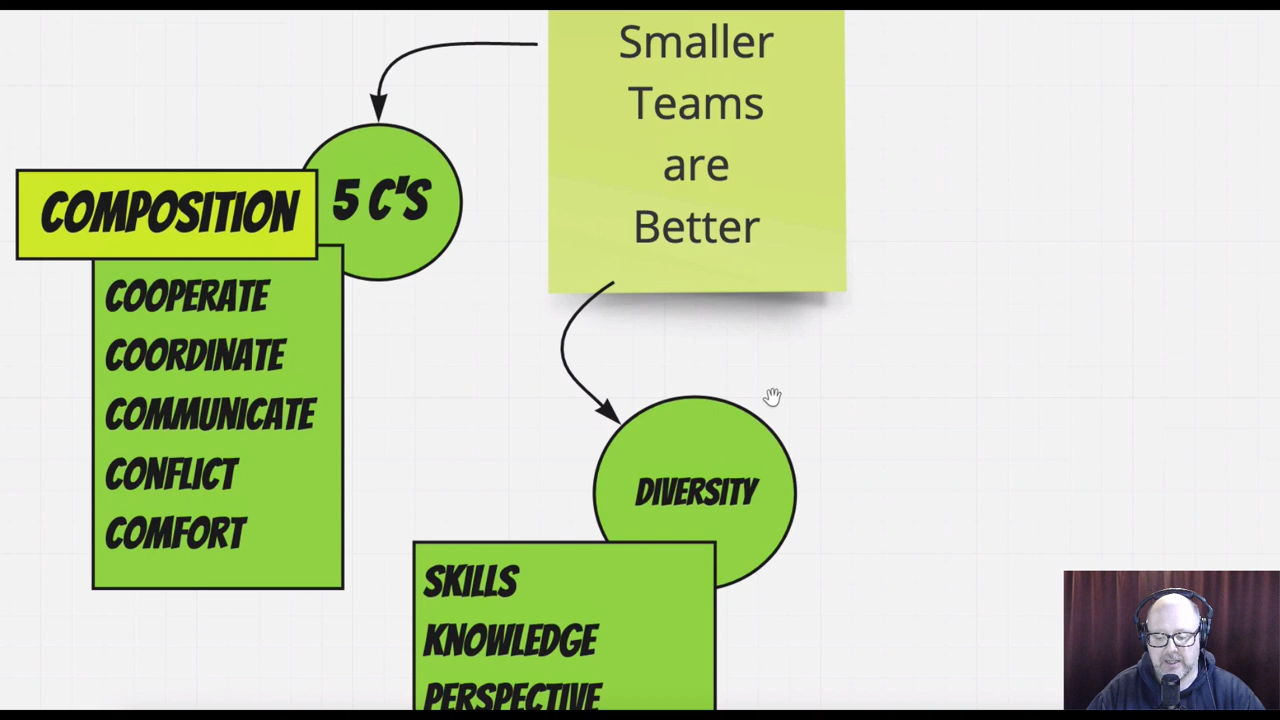 Smaller
Teams
are
Better
5 C'S
COMPOSITION
COOPERATE
COORDINATE
COMMUNICATE
CONFLICT
COMFORT
DIVERSITY
SKILLS
KNOWLEDGE
PERSPECTIVE